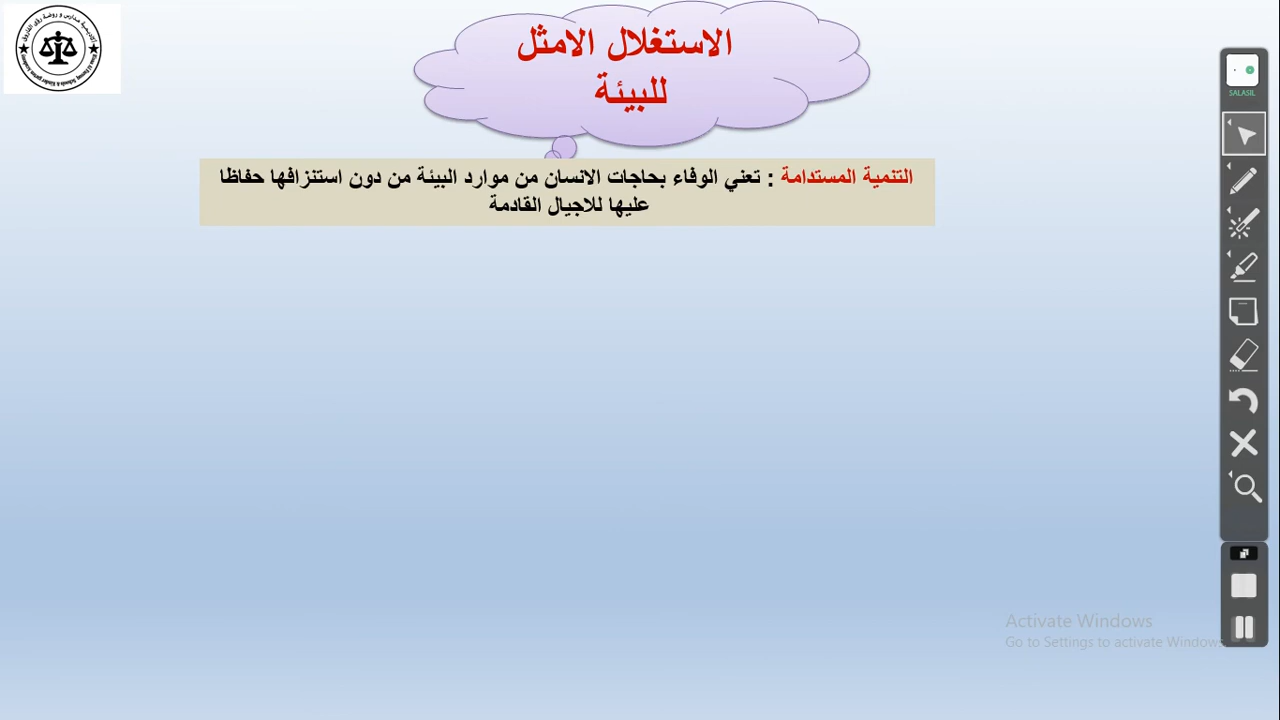 الاستغلال الامثل
للبيئة
التنمية المستدامة : تعني الوفاء بحاجات الانسان من موارد البيئة من دون استنزافها حفاظا
عليها للاجيال القادمة
SALASIL
Activate Windows
Go to Settings to activate Windows